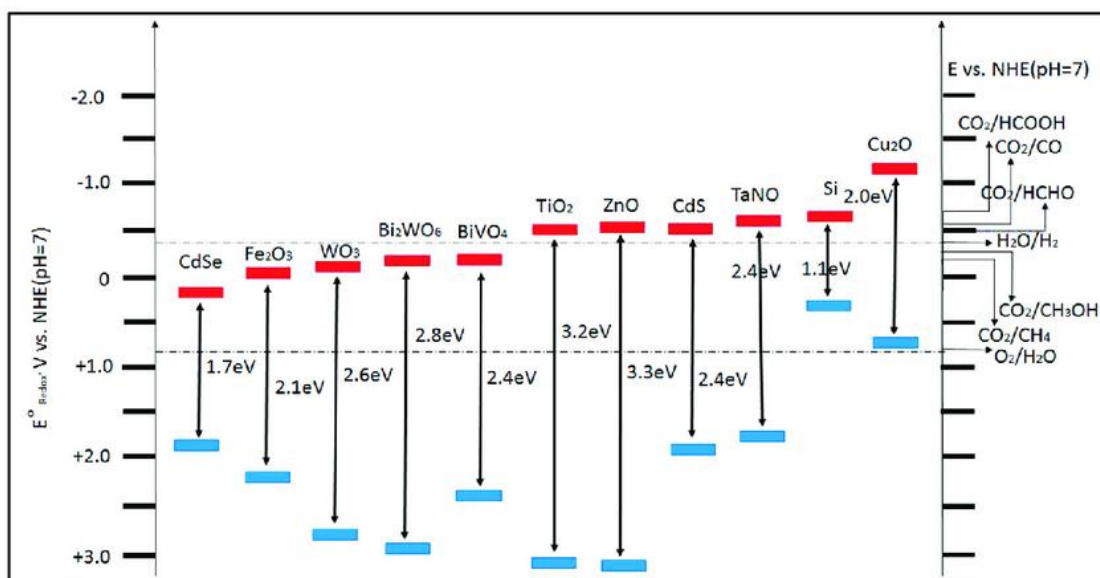 E° Redox, V vs. NHE(pH=7)
-2.0
-1.0
0
+1.0
+2.0
+3.0
CdSe
Fe₂O₃
WO₃
Bi₂WO₆
BiVO₄
TiO₂
ZnO
CdS
TaNO
Si
Cu₂O
1.7eV
2.1eV
2.6eV
2.8eV
2.4eV
3.2eV
3.3eV
2.4eV
2.4eV
1.1eV
2.0eV
E vs. NHE(pH=7)
CO₂/HCOOH
CO₂/CO
CO₂/HCHO
H₂O/H₂
CO₂/CH₃OH
CO₂/CH₄
O₂/H₂O